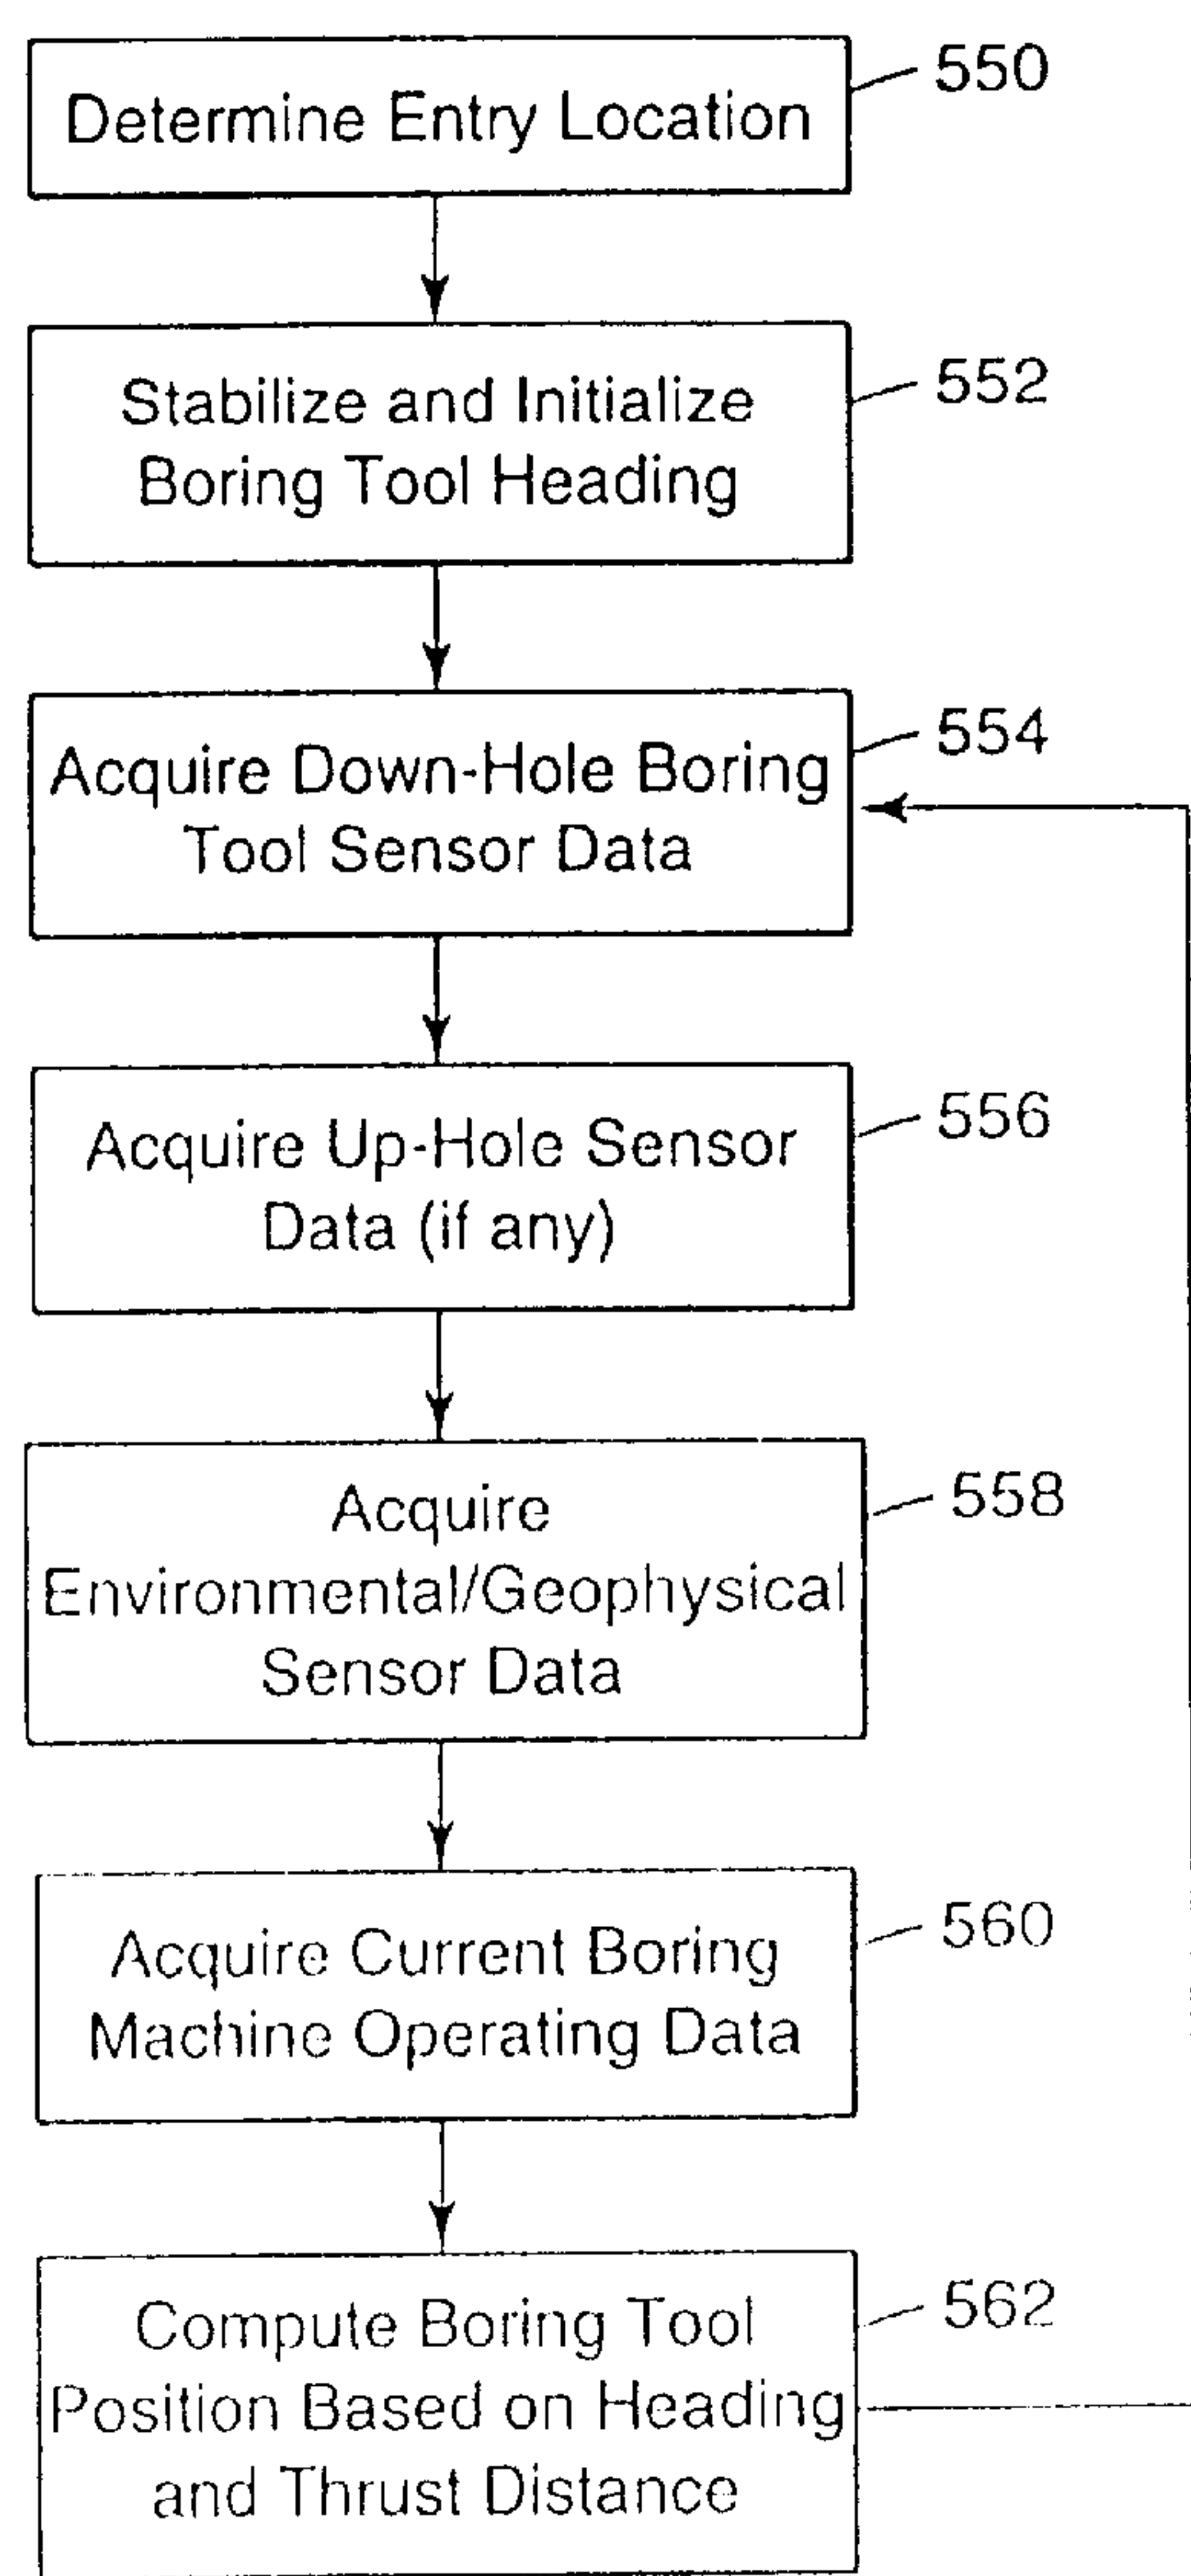 Determine Entry Location
550
Stabilize and Initialize
Boring Tool Heading
552
Acquire Down-Hole Boring
Tool Sensor Data
554
Acquire Up-Hole Sensor
Data (if any)
556
Acquire
Environmental/Geophysical
Sensor Data
558
Acquire Current Boring
Machine Operating Data
560
Compute Boring Tool
Position Based on Heading
and Thrust Distance
562